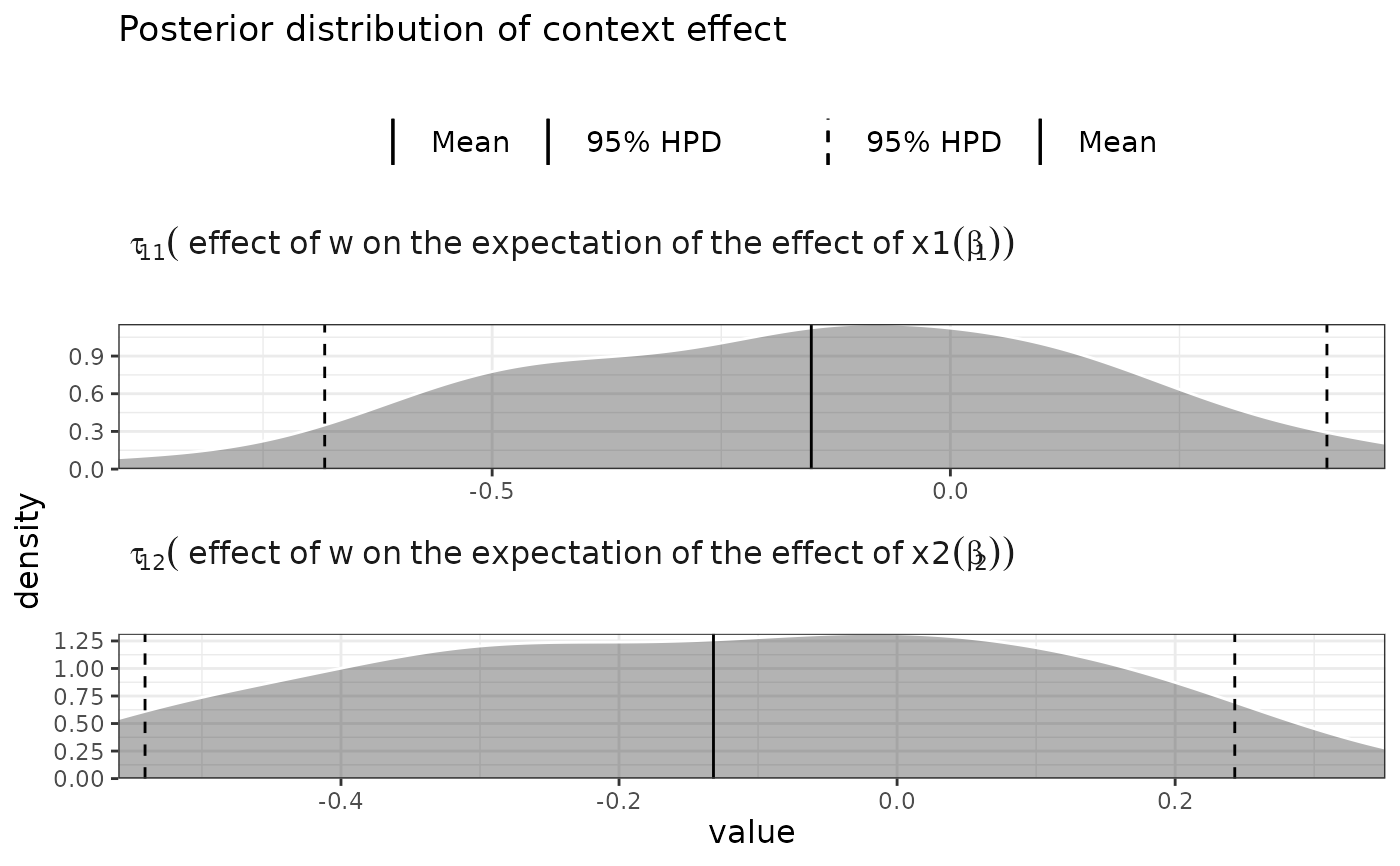 Posterior distribution of context effect
Mean 95% HPD 95% HPD Mean
τ11( effect of w on the expectation of the effect of x1(β1))
0.9
0.6
0.3
0.0
-0.5 0.0
density
τ12( effect of w on the expectation of the effect of x2(β2))
1.25
1.00
0.75
0.50
0.25
0.00
-0.4 -0.2 0.0 0.2
value